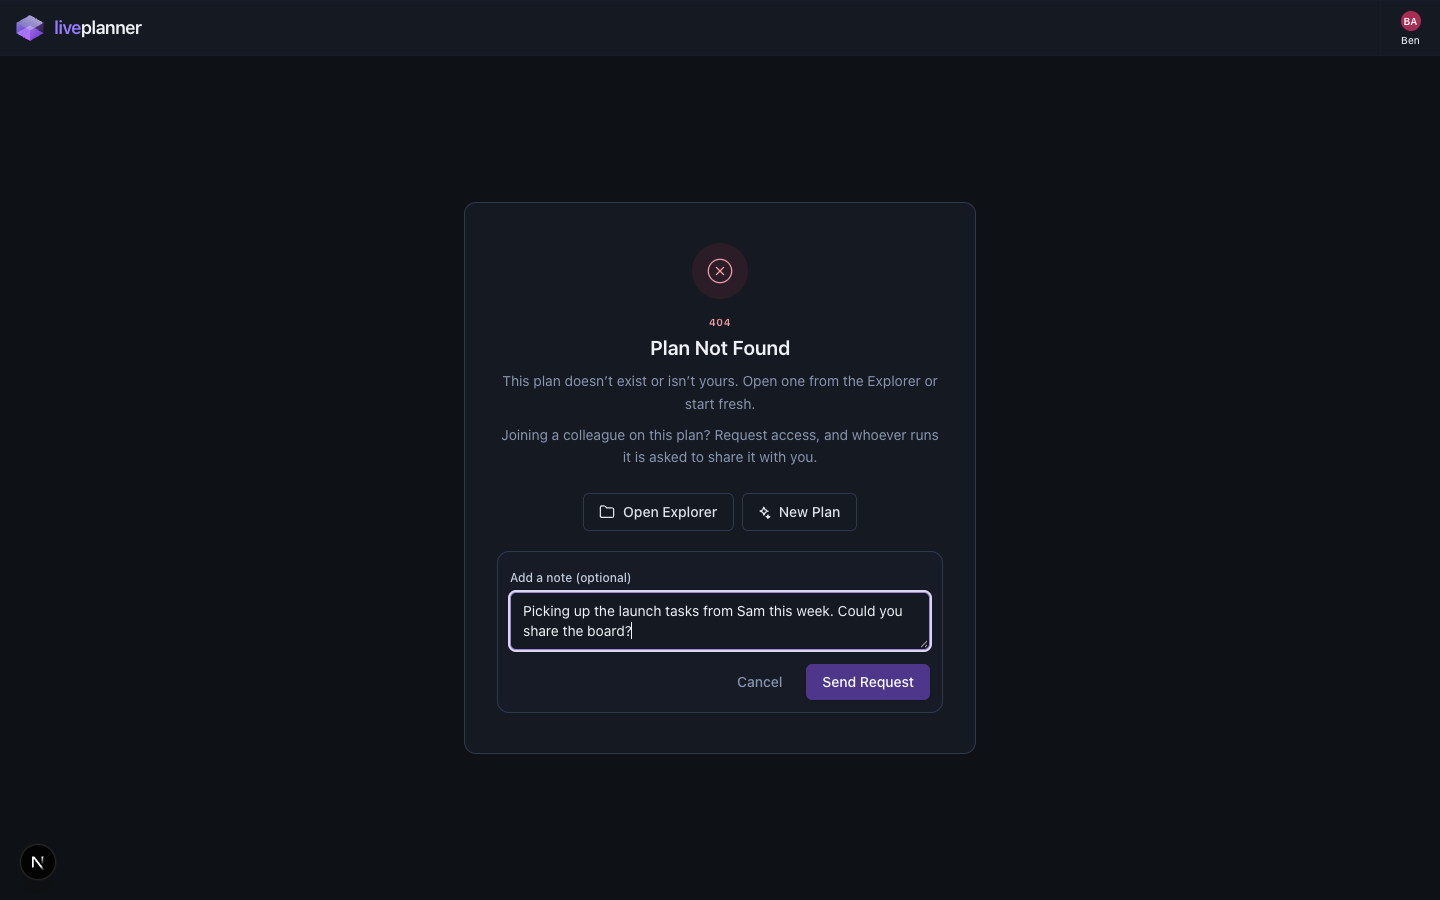 liveplanner
BA
Ben
404
Plan Not Found
This plan doesn’t exist or isn’t yours. Open one from the Explorer or
start fresh.
Joining a colleague on this plan? Request access, and whoever runs
it is asked to share it with you.
Open Explorer
New Plan
Add a note (optional)
Picking up the launch tasks from Sam this week. Could you
share the board?
Cancel
Send Request
N